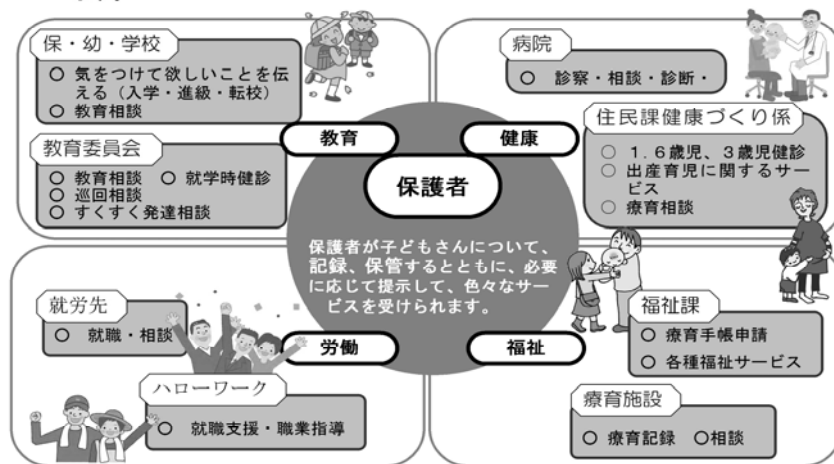 保・幼・学校
○ 気をつけて欲しいことを伝
える（入学・進級・転校）
○ 教育相談
教育委員会
○ 教育相談 ○ 就学時健診
○ 巡回相談
○ すくすく発達相談
病院
○ 診察・相談・診断・
住民課健康づくり係
○ １．６歳児、３歳児健診
○ 出産育児に関するサー
ビス
○ 療育相談
教育
健康
保護者
保護者が子どもさんについて、
記録、保管するとともに、必要
に応じて提示して、色々なサー
ビスを受けられます。
労働
福祉
就労先
○ 就職・相談
ハローワーク
○ 就職支援・職業指導
福祉課
○ 療育手帳申請
○ 各種福祉サービス
療育施設
○ 療育記録 ○相談